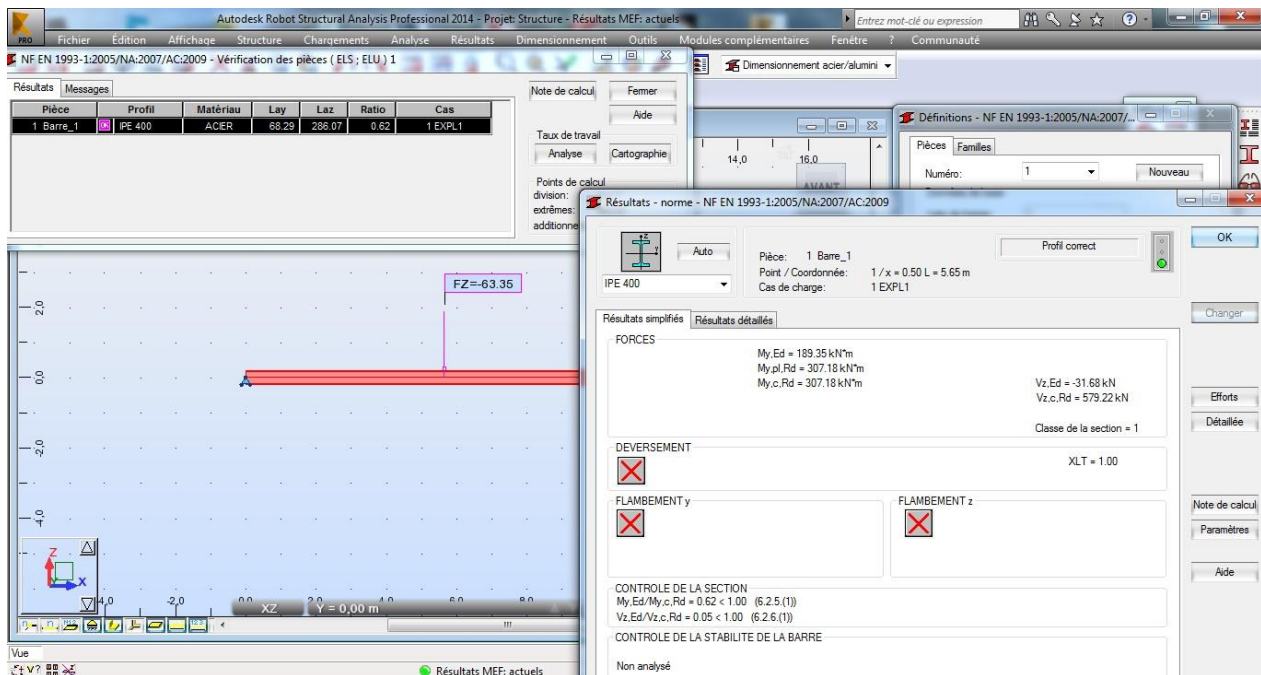 Autodesk Robot Structural Analysis Professional 2014 - Projet: Structure - Résultats MEF: actuels
Entrez mot-clé ou expression
PRO
Fichier Édition Affichage Structure Chargements Analyse Résultats Dimensionnement Outils Modules complémentaires Fenêtre ? Communauté
NF EN 1993-1:2005/NA:2007/AC:2009 - Vérification des pièces ( ELS ; ELU ) 1
Dimensionnement acier/alumini
Résultats Messages
Pièce Profil Matériau Lay Laz Ratio Cas
1 Barre_1 OK IPE 400 ACIER 68.29 286.07 0.62 1 EXPL1
Note de calcul Fermer
Aide
Taux de travail
Analyse Cartographie
Points de calcul
division:
extrêmes:
additionne
14,0 16,0
AVANT
Définitions - NF EN 1993-1:2005/NA:2007/...
Pièces Familles
Numéro: 1 Nouveau
Résultats - norme - NF EN 1993-1:2005/NA:2007/AC:2009
z
y
Auto
IPE 400
Pièce: 1 Barre_1
Point / Coordonnée: 1 / x = 0.50 L = 5.65 m
Cas de charge: 1 EXPL1
Profil correct
OK
Changer
Résultats simplifiés Résultats détaillés
FORCES
My,Ed = 189.35 kN*m
My,pl,Rd = 307.18 kN*m
My,c,Rd = 307.18 kN*m
Vz,Ed = -31.68 kN
Vz,c,Rd = 579.22 kN
Classe de la section = 1
Efforts
Détaillée
DEVERSEMENT
XLT = 1.00
FLAMBEMENT y
FLAMBEMENT z
Note de calcul
Paramètres
Aide
CONTROLE DE LA SECTION
My,Ed/My,c,Rd = 0.62 < 1.00 (6.2.5.(1))
Vz,Ed/Vz,c,Rd = 0.05 < 1.00 (6.2.6.(1))
CONTROLE DE LA STABILITE DE LA BARRE
Non analysé
FZ=-63.35
2,0
0,0
-2,0
-4,0
Z
X
-4,0 -2,0 0,0 2,0 4,0 6,0 8,0
XZ Y = 0,00 m
Vue
Résultats MEF: actuels